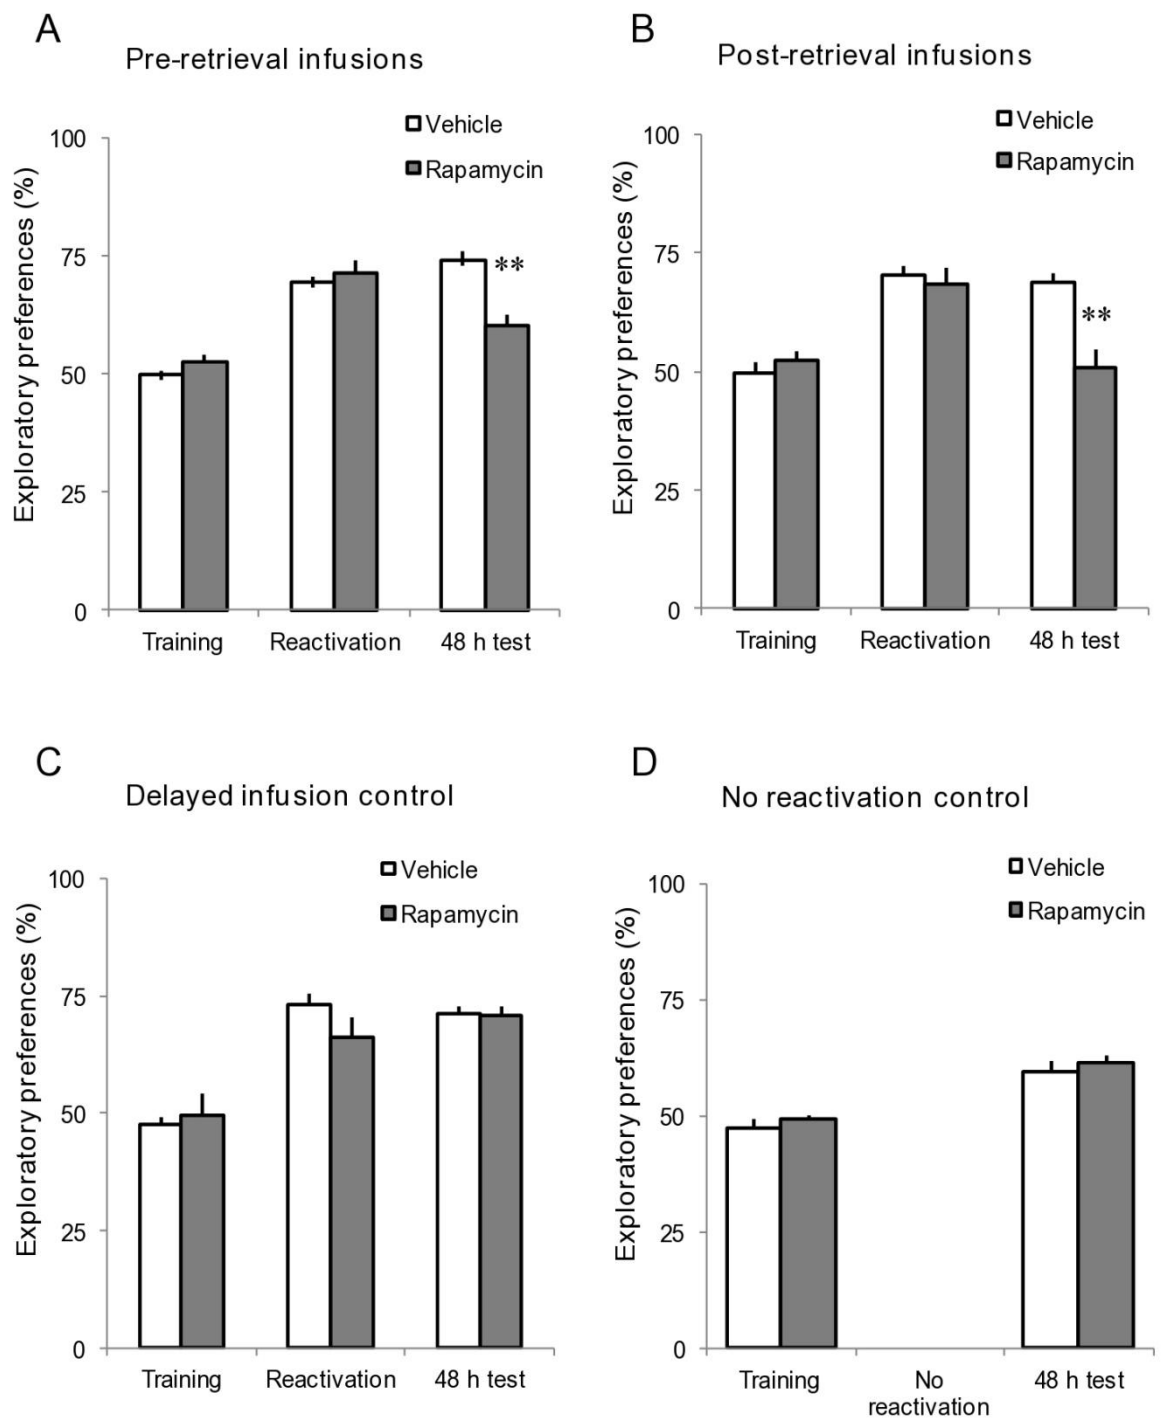 A
Pre-retrieval infusions
Vehicle
Rapamycin
Exploratory preferences (%)
100
75
50
25
0
**
Training
Reactivation
48 h test
B
Post-retrieval infusions
Vehicle
Rapamycin
Exploratory preferences (%)
100
75
50
25
0
**
Training
Reactivation
48 h test
C
Delayed infusion control
Vehicle
Rapamycin
Exploratory preferences (%)
100
75
50
25
0
Training
Reactivation
48 h test
D
No reactivation control
Vehicle
Rapamycin
Exploratory preferences (%)
100
75
50
25
0
Training
No
reactivation
48 h test